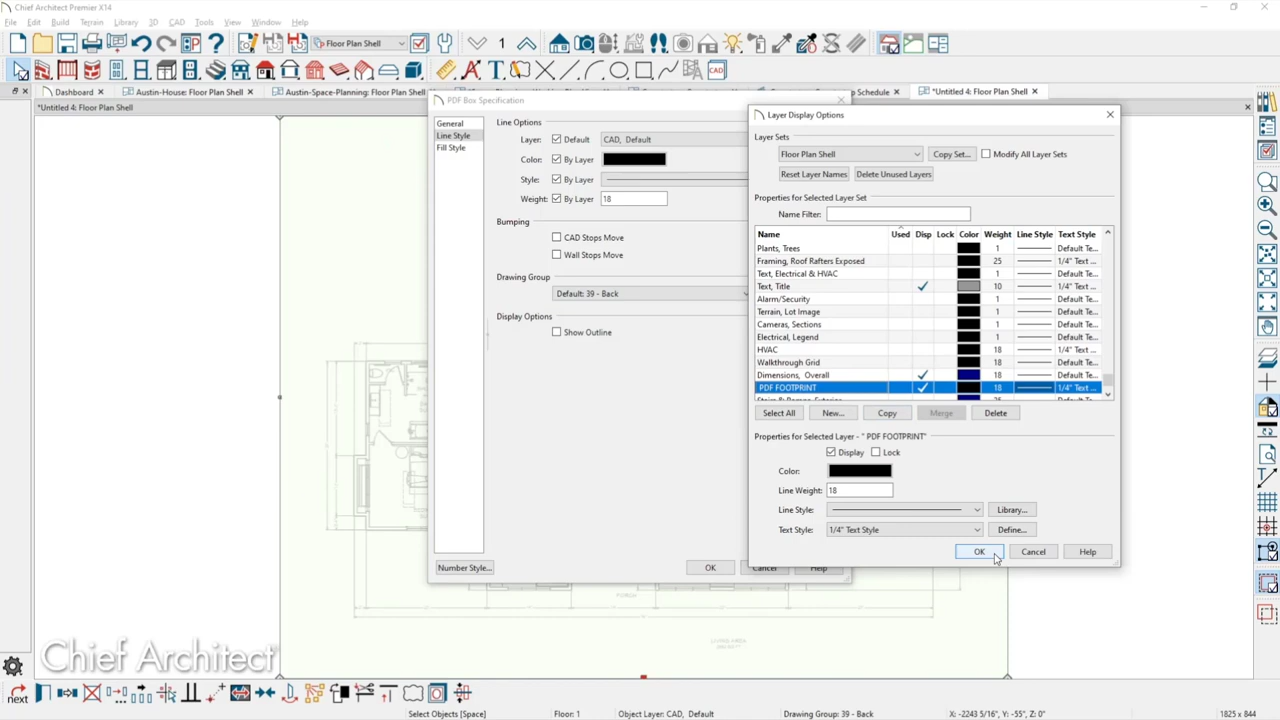 Chief Architect Premier X14
File Edit Build Terrain Library 3D CAD Tools View Window Help
1 Floor Plan Shell
CAD
Dashboard Austin-House: Floor Plan Shell Austin-Space-Planning: Floor Plan Shell Schedule *Untitled 4: Floor Plan Shell
*Untitled 4: Floor Plan Shell
PDF Box Specification
General
Line Style
Fill Style
Line Options
Layer: Default CAD, Default
Color: By Layer
Style: By Layer
Weight: By Layer 18
Bumping
CAD Stops Move
Wall Stops Move
Drawing Group
Default: 39 - Back
Display Options
Show Outline
Number Style... OK Cancel Help
Layer Display Options
Layer Sets
Floor Plan Shell Copy Set... Modify All Layer Sets
Reset Layer Names Delete Unused Layers
Properties for Selected Layer Set
Name Filter:
Name Used Disp Lock Color Weight Line Style Text Style
Plants, Trees 1 Default Te...
Framing, Roof Rafters Exposed 25 1/4" Text ...
Text, Electrical & HVAC 1 Default Te...
Text, Title 10 1/4" Text ...
Alarm/Security 1 Default Te...
Terrain, Lot Image 1 Default Te...
Cameras, Sections 1 Default Te...
Electrical, Legend 1 Default Te...
HVAC 18 1/4" Text ...
Walkthrough Grid 18 Default Te...
Dimensions, Overall 18 Default Te...
PDF FOOTPRINT 18 1/4" Text ...
Select All New... Copy Merge Delete
Properties for Selected Layer - " PDF FOOTPRINT"
Display Lock
Color:
Line Weight: 18
Line Style: Library...
Text Style: 1/4" Text Style Define...
OK Cancel Help
PORCH
LIVING AREA
Chief Architect
next
Select Objects [Space] Floor: 1 Object Layer: CAD, Default Drawing Group: 39 - Back X: -2243 5/16", Y: -55", Z: 0" 1825 x 844